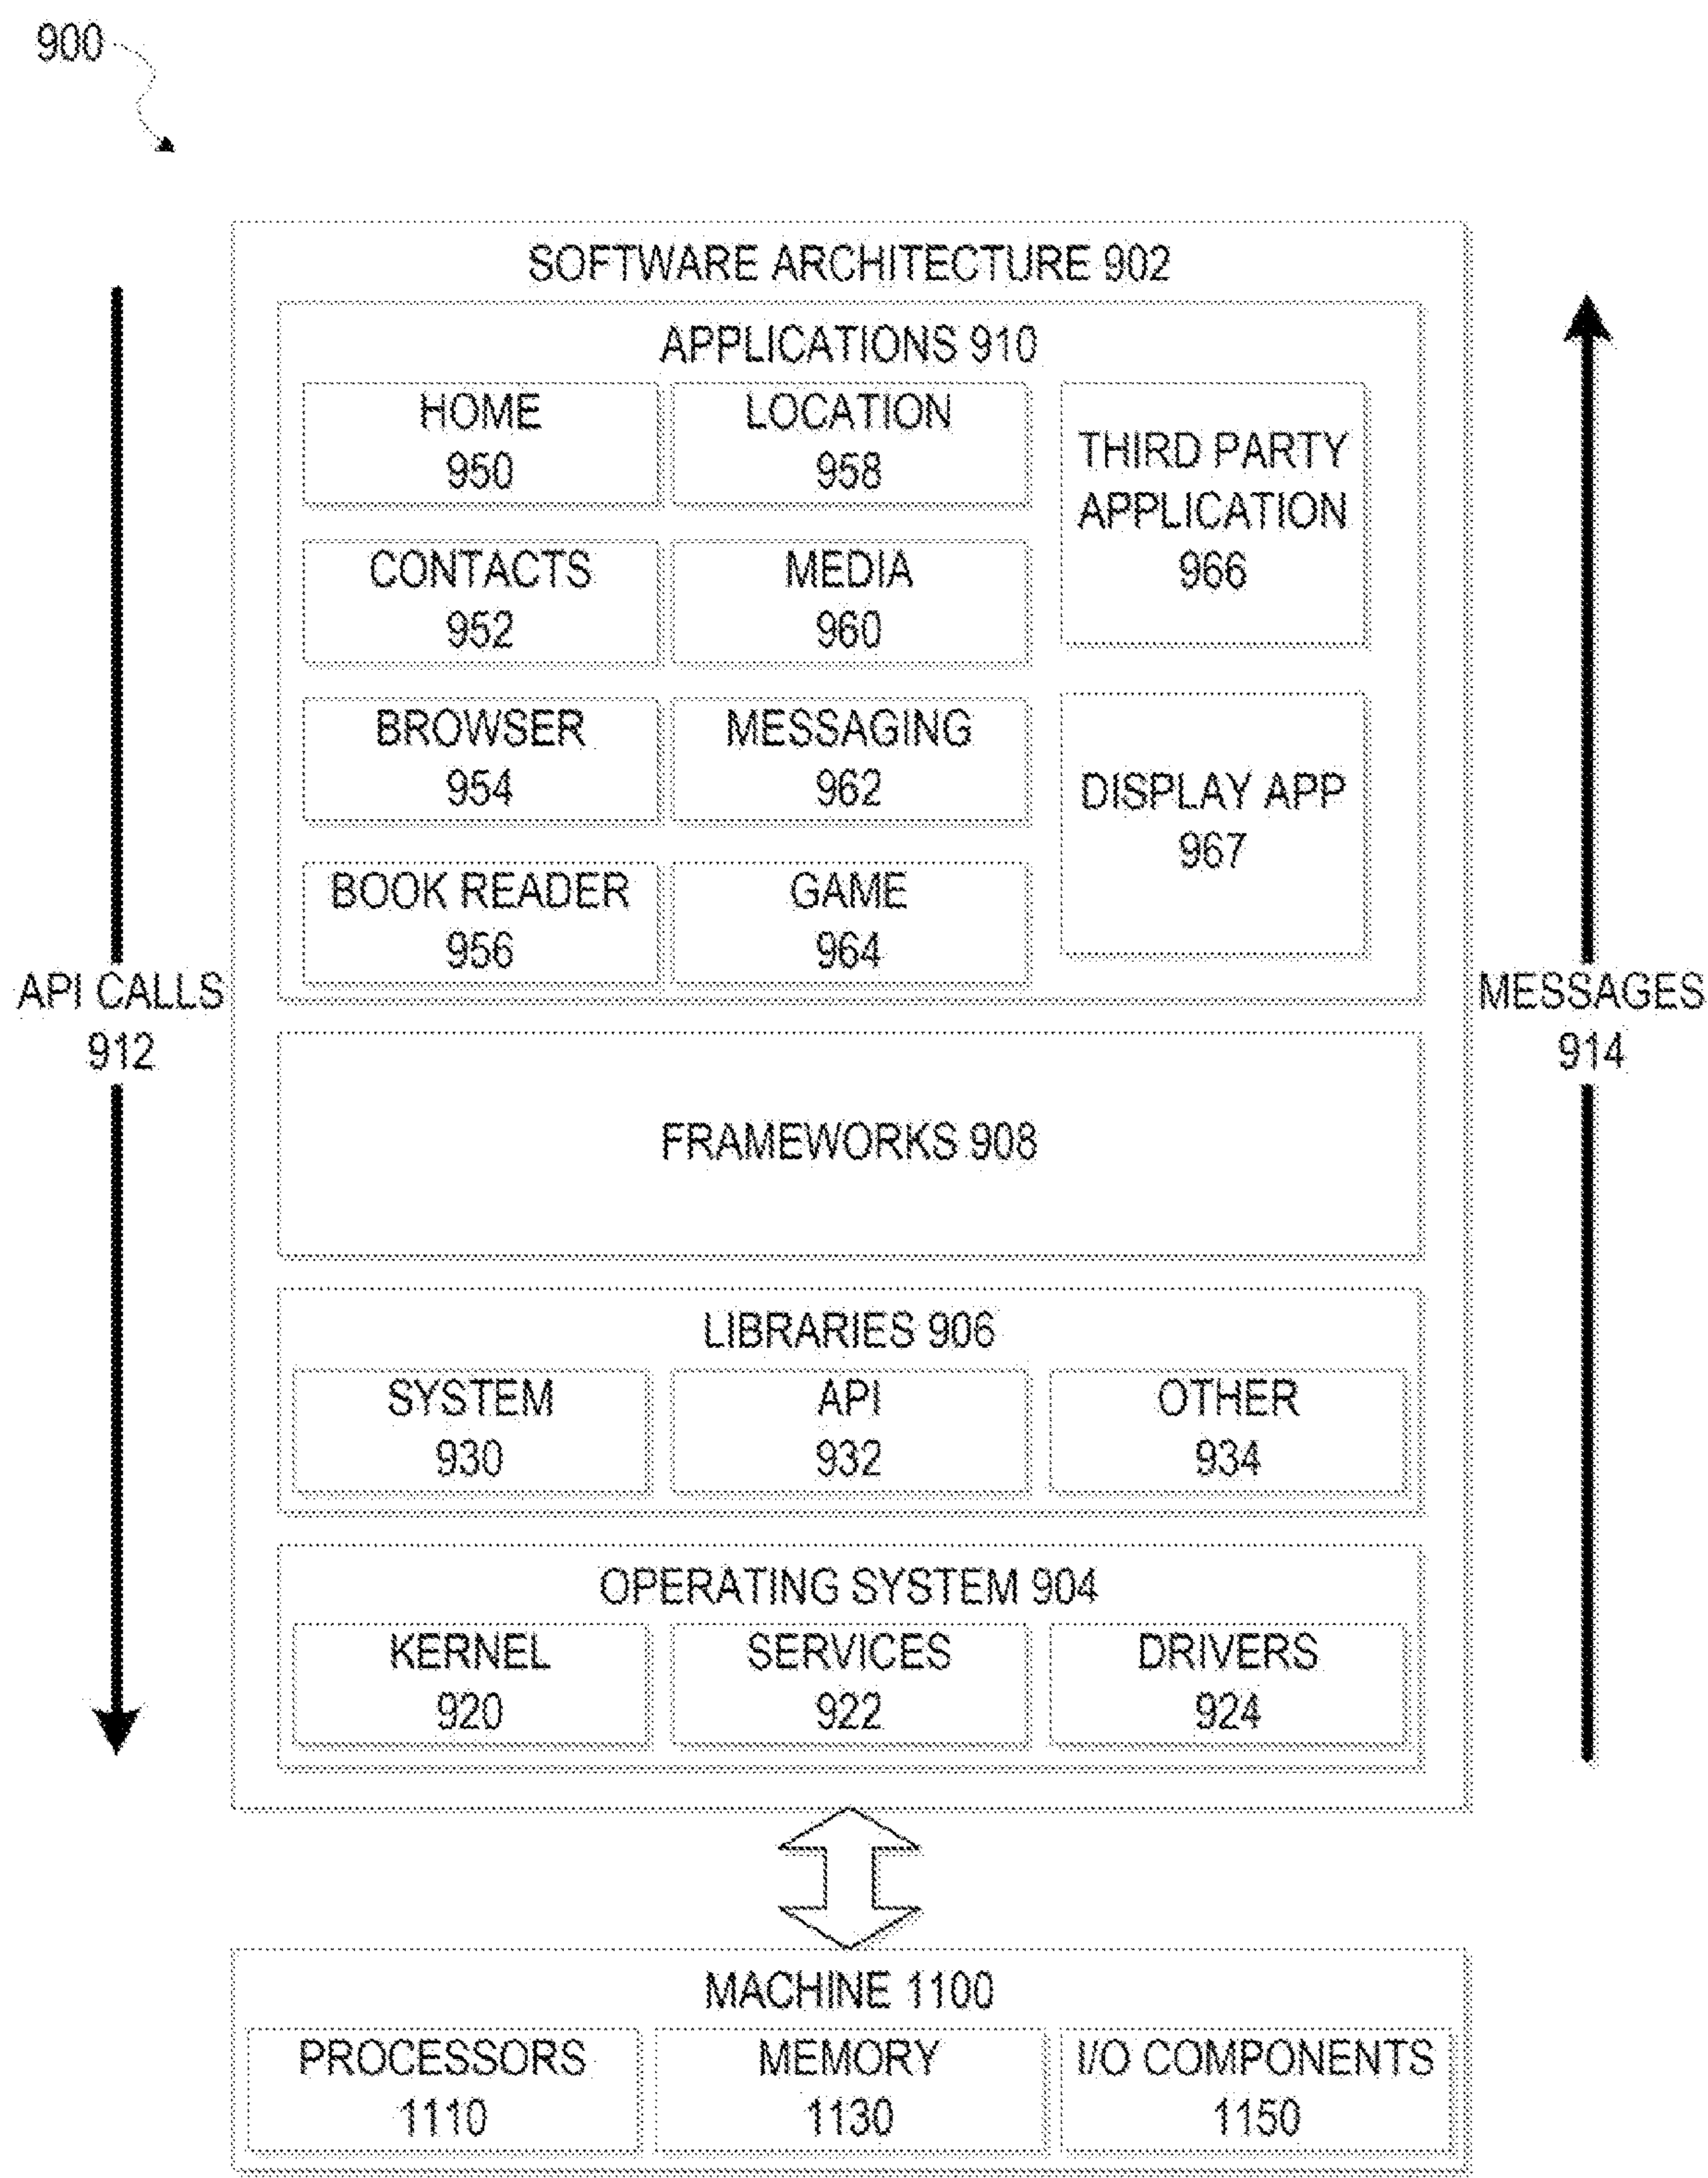 900
SOFTWARE ARCHITECTURE 902
APPLICATIONS 910
HOME
950
LOCATION
958
THIRD PARTY
APPLICATION
966
CONTACTS
952
MEDIA
960
BROWSER
954
MESSAGING
962
DISPLAY APP
967
BOOK READER
956
GAME
964
API CALLS
912
MESSAGES
914
FRAMEWORKS 908
LIBRARIES 906
SYSTEM
930
API
932
OTHER
934
OPERATING SYSTEM 904
KERNEL
920
SERVICES
922
DRIVERS
924
MACHINE 1100
PROCESSORS
1110
MEMORY
1130
I/O COMPONENTS
1150